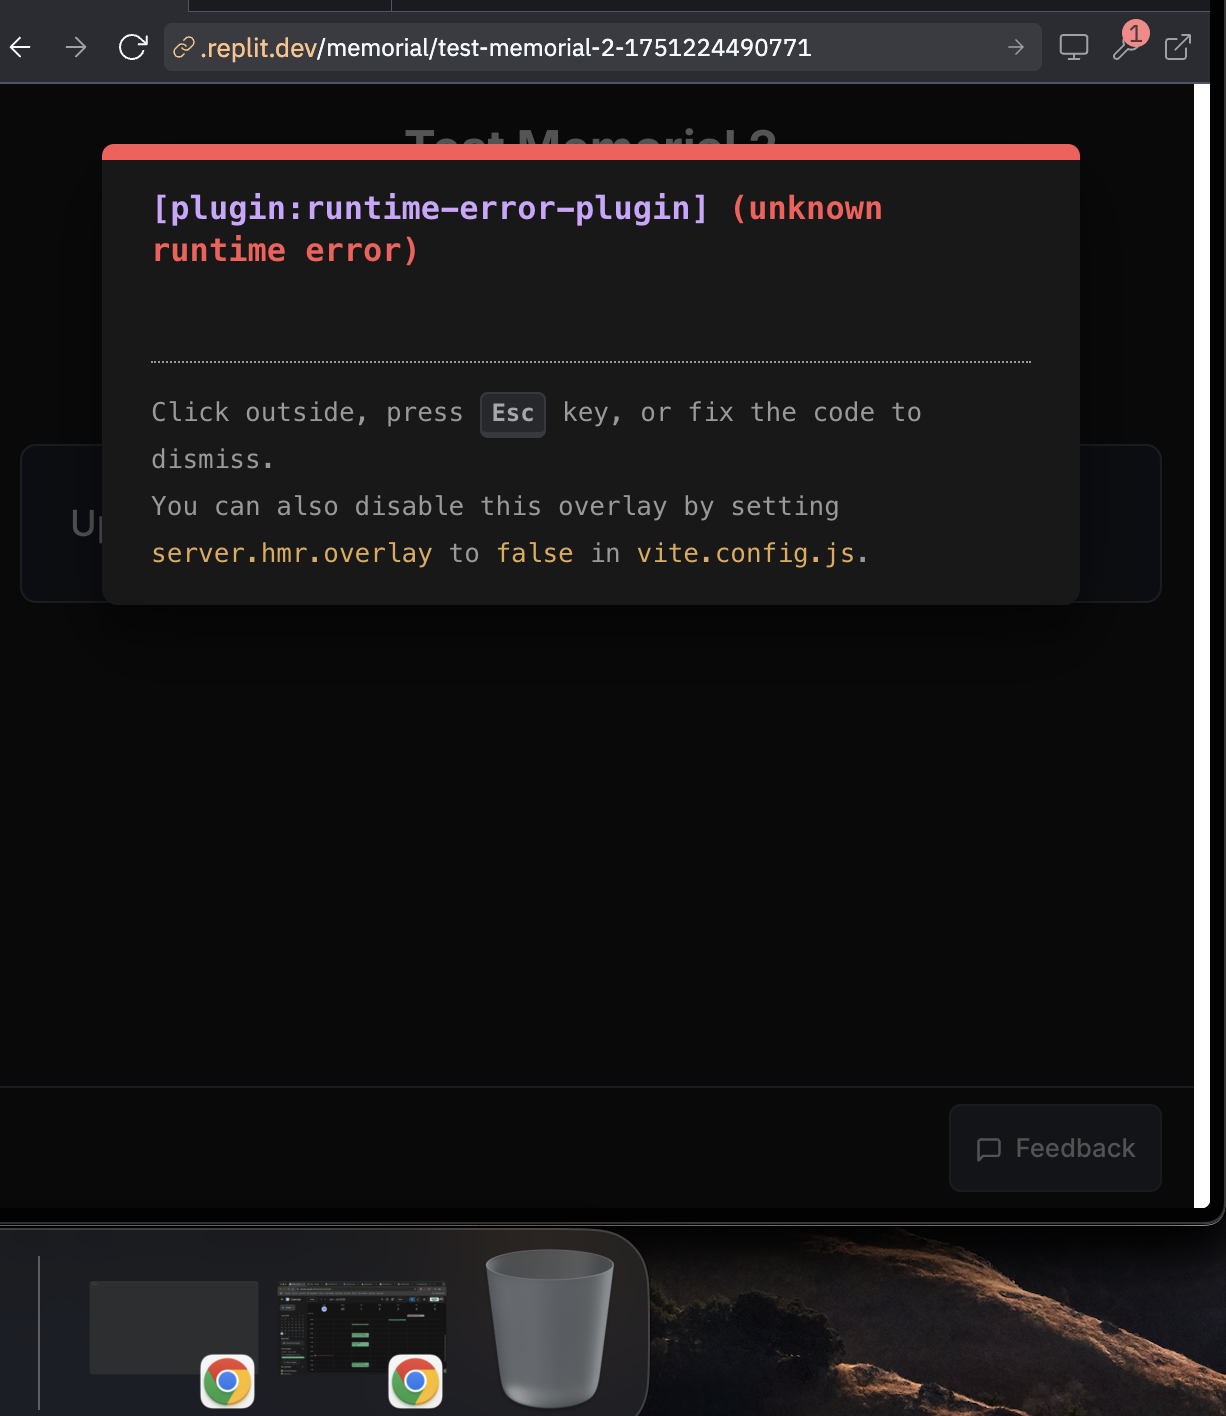 .replit.dev/memorial/test-memorial-2-1751224490771
1
Test Memorial 2
[plugin:runtime-error-plugin] (unknown
runtime error)
Click outside, press Esc key, or fix the code to
dismiss.
You can also disable this overlay by setting
server.hmr.overlay to false in vite.config.js.
Feedback